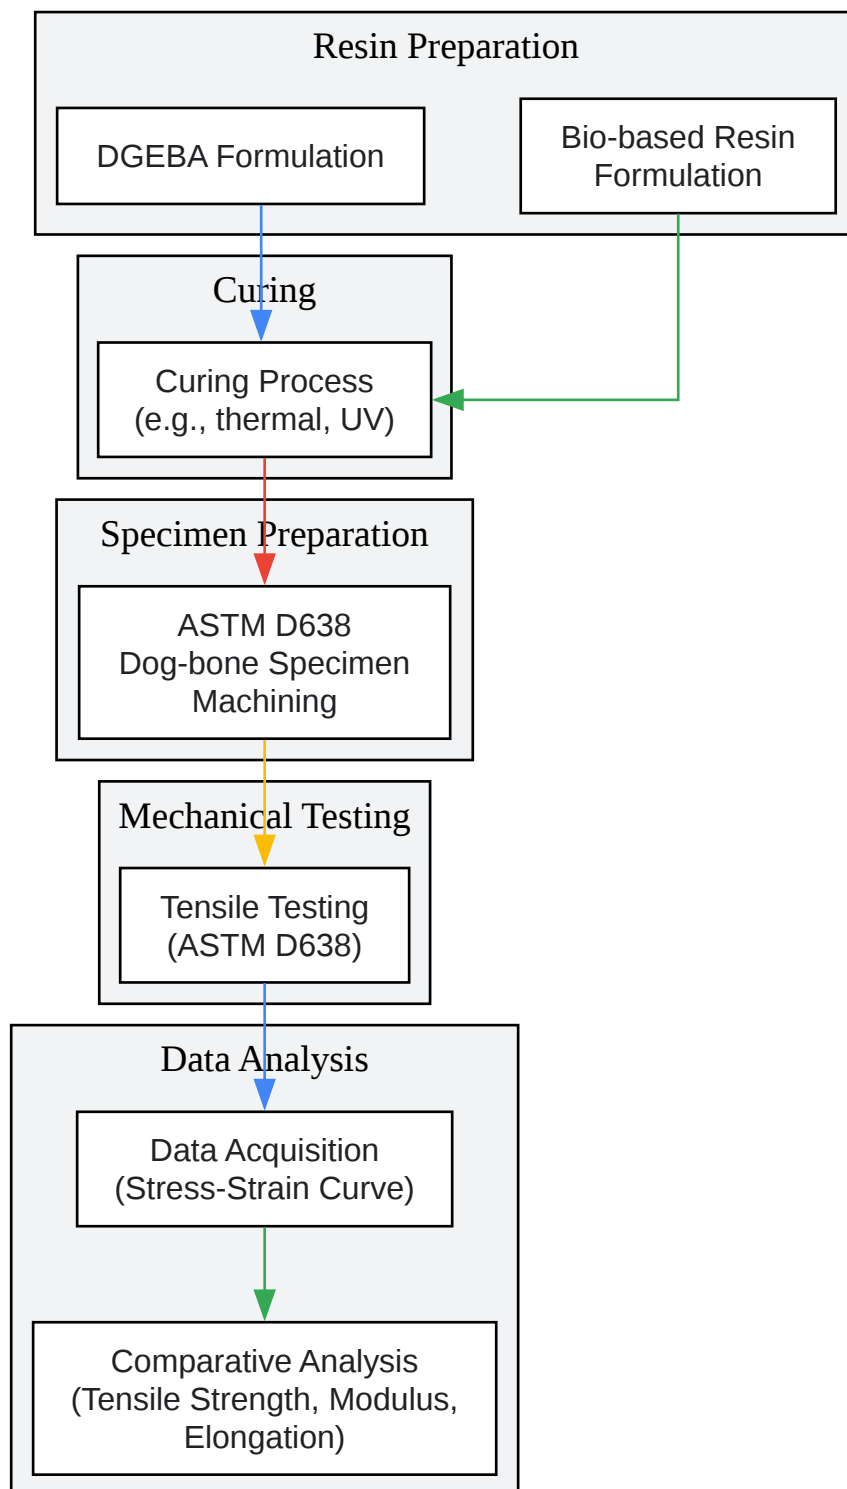 Resin Preparation
DGEBA Formulation
Bio-based Resin
Formulation
Curing
Curing Process
(e.g., thermal, UV)
Specimen Preparation
ASTM D638
Dog-bone Specimen
Machining
Mechanical Testing
Tensile Testing
(ASTM D638)
Data Analysis
Data Acquisition
(Stress-Strain Curve)
Comparative Analysis
(Tensile Strength, Modulus,
Elongation)